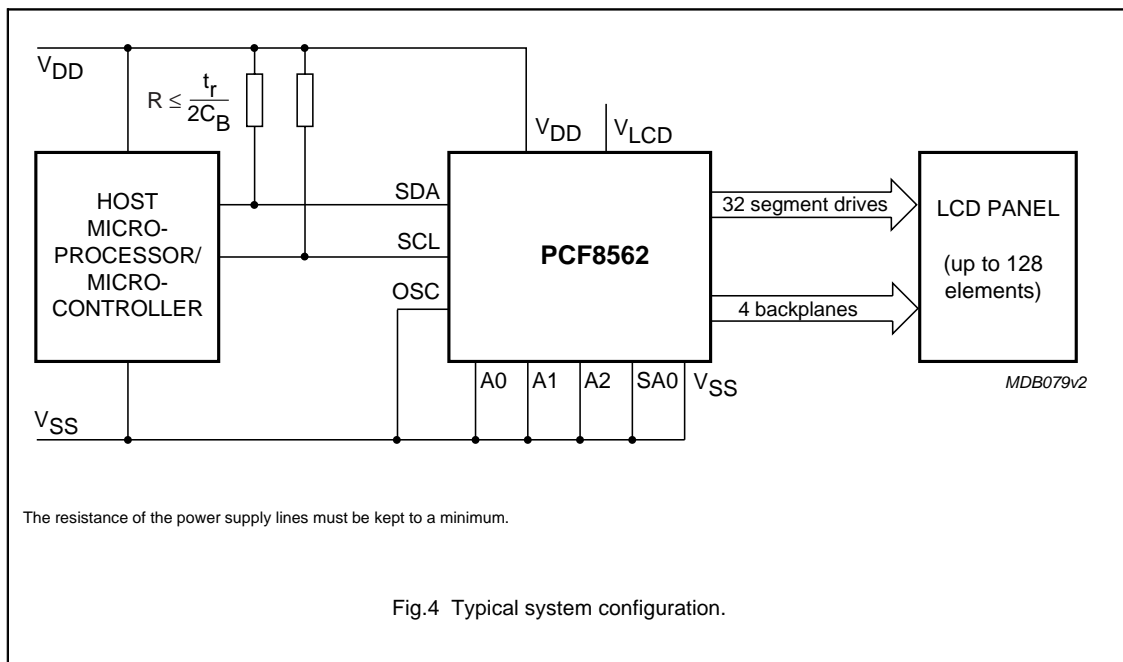 VDD
R ≤ tr
2CB
VDD
VLCD
HOST
MICRO-
PROCESSOR/
MICRO-
CONTROLLER
SDA
SCL
OSC
PCF8562
32 segment drives
4 backplanes
LCD PANEL
(up to 128
elements)
A0 A1 A2 SA0 VSS
MDB079v2
VSS
The resistance of the power supply lines must be kept to a minimum.
Fig.4 Typical system configuration.